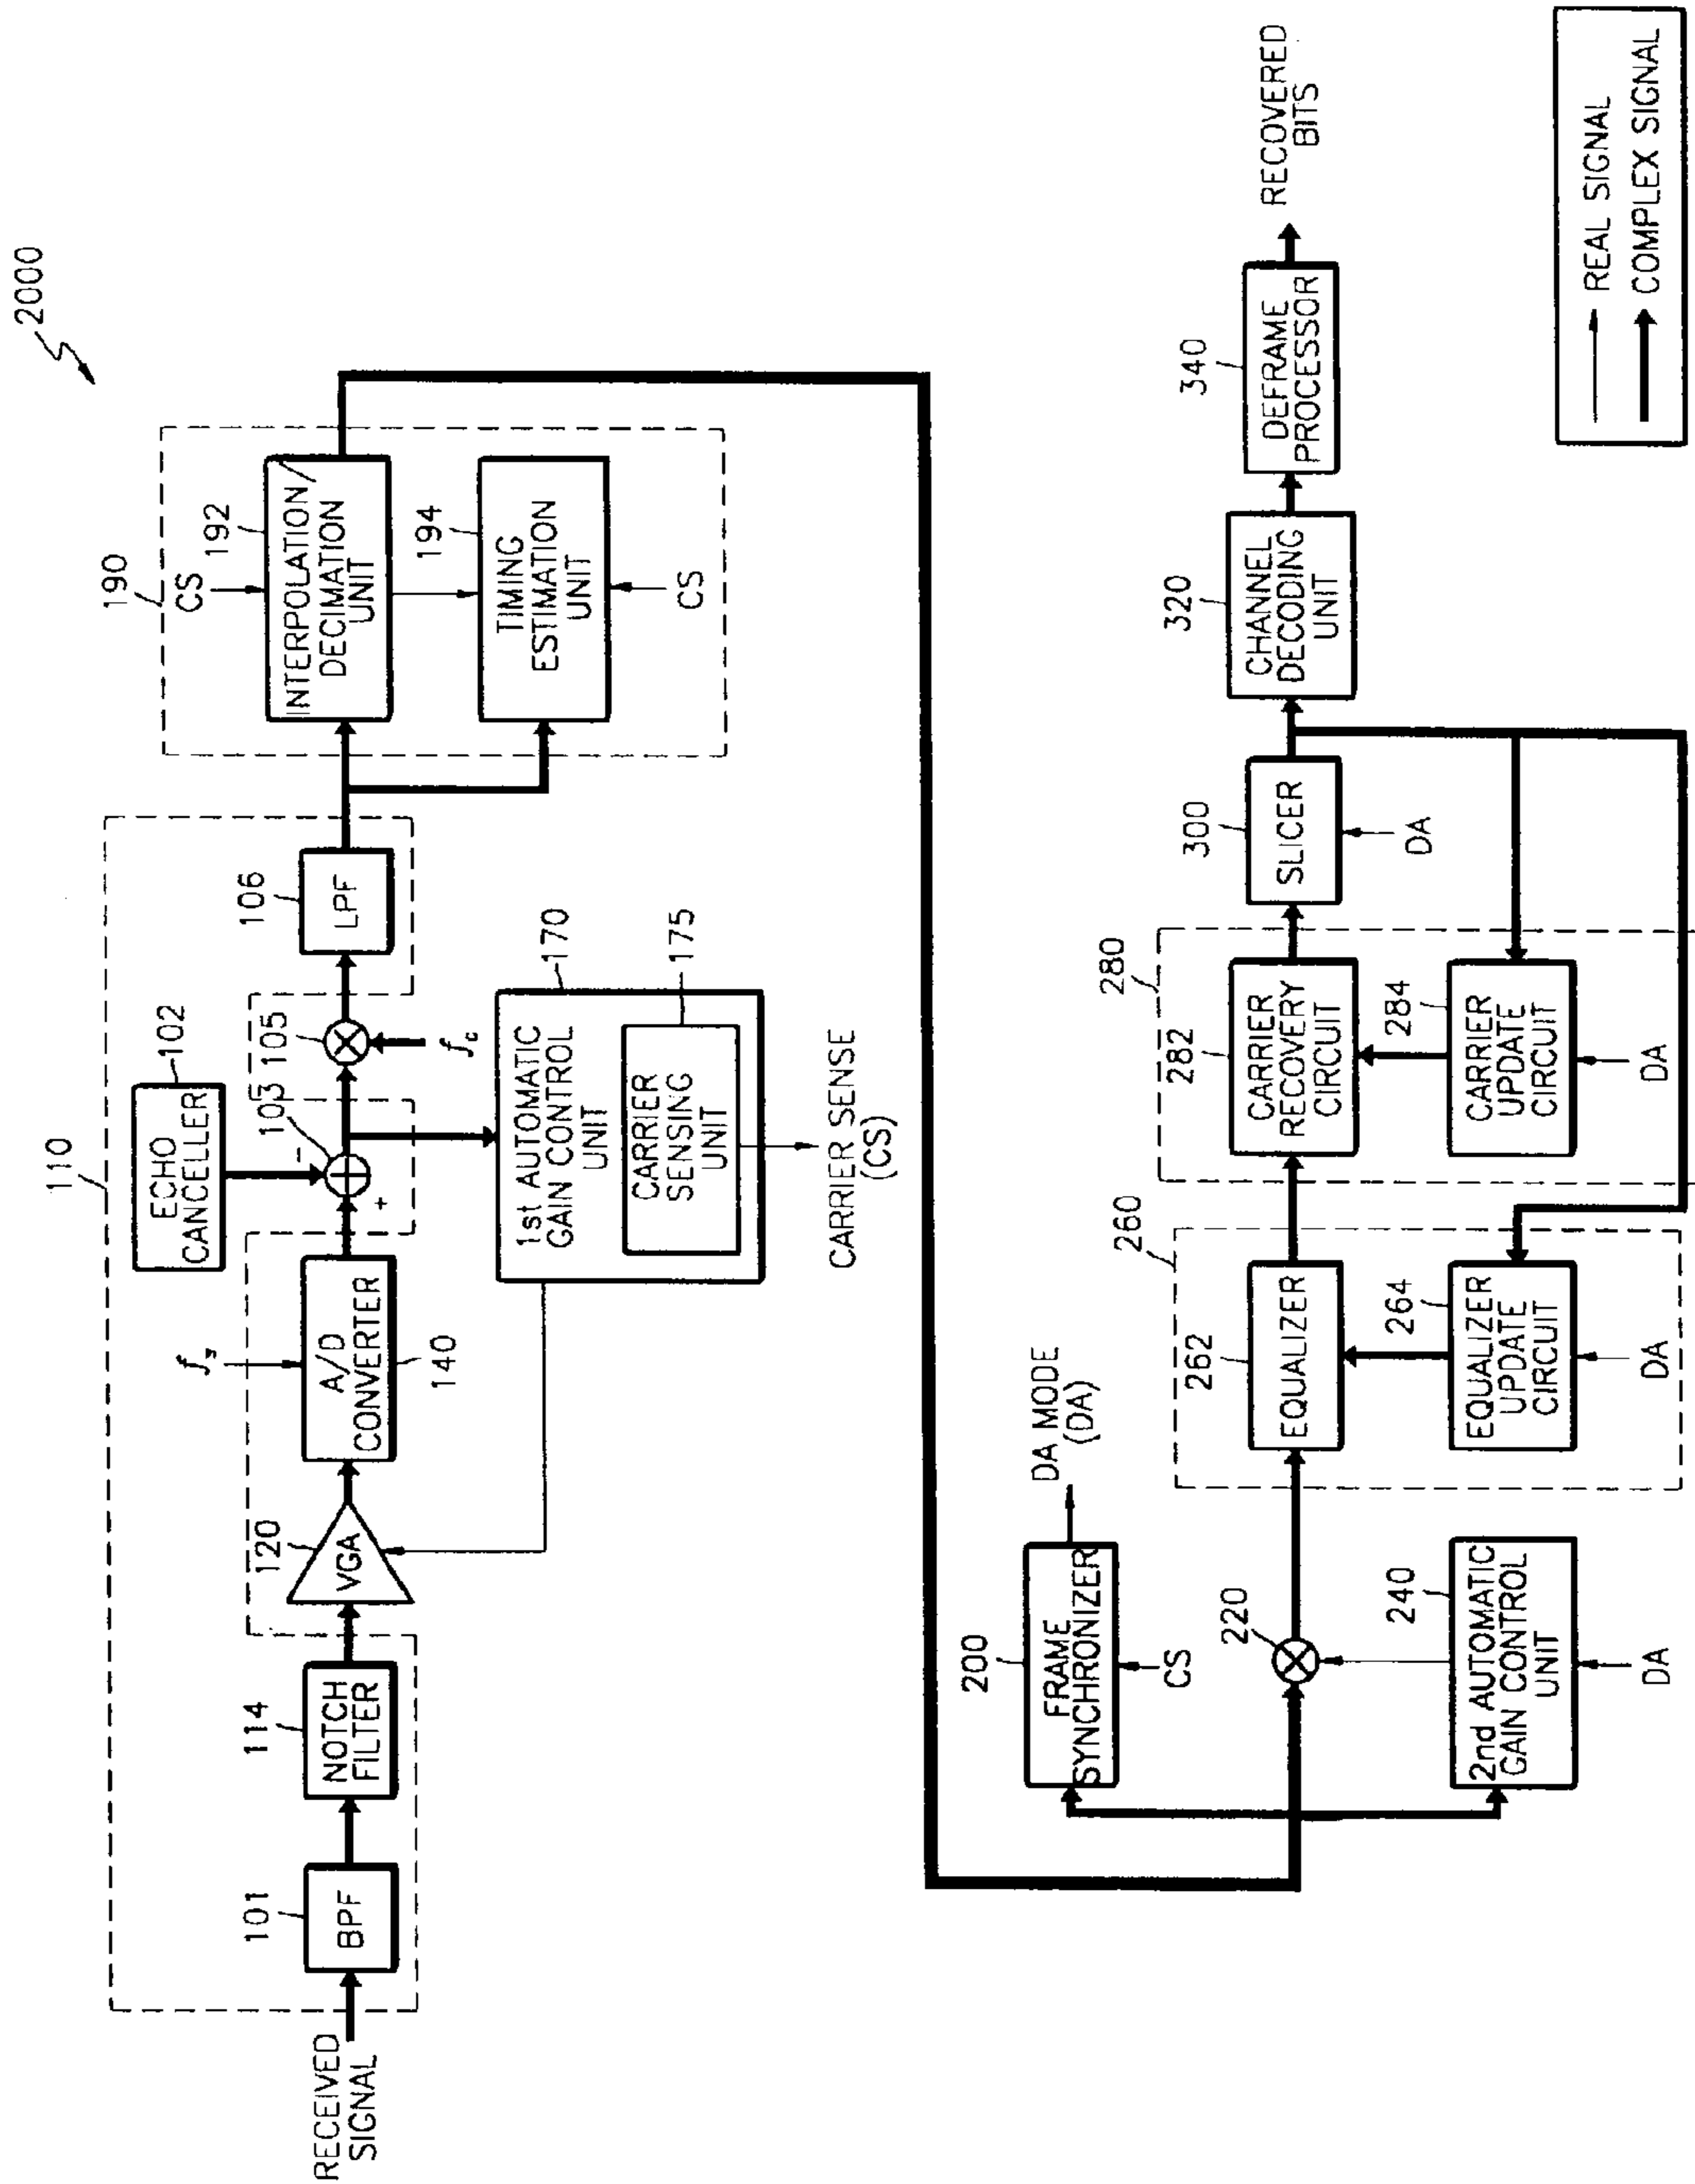 2000
110
RECEIVED
SIGNAL
101
BPF
114
NOTCH
FILTER
120
VGA
fs
A/D
CONVERTER
140
ECHO
CANCELLER
102
103
-
+
105
fc
106
LPF
1st AUTOMATIC
GAIN CONTROL
UNIT
170
CARRIER
SENSING
UNIT
175
CARRIER SENSE
(CS)
190
CS
192
INTERPOLATION/
DECIMATION
UNIT
194
TIMING
ESTIMATION
UNIT
CS
200
FRAME
SYNCHRONIZER
CS
DA MODE
(DA)
220
240
2nd AUTOMATIC
GAIN CONTROL
UNIT
DA
260
262
EQUALIZER
264
EQUALIZER
UPDATE
CIRCUIT
DA
280
282
CARRIER
RECOVERY
CIRCUIT
284
CARRIER
UPDATE
CIRCUIT
DA
300
SLICER
DA
320
CHANNEL
DECODING
UNIT
340
DEFRAME
PROCESSOR
RECOVERED
BITS
REAL SIGNAL
COMPLEX SIGNAL